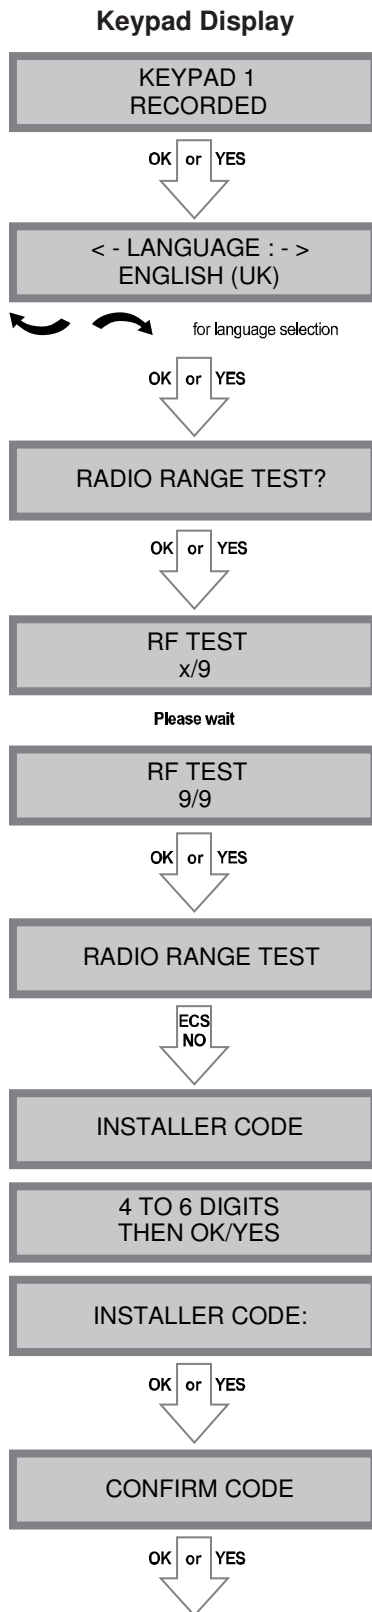 Keypad Display
KEYPAD 1
RECORDED
OK or YES
< - LANGUAGE : - >
ENGLISH (UK)
for language selection
OK or YES
RADIO RANGE TEST?
OK or YES
RF TEST
x/9
Please wait
RF TEST
9/9
OK or YES
RADIO RANGE TEST
ECS
NO
INSTALLER CODE
4 TO 6 DIGITS
THEN OK/YES
INSTALLER CODE:
OK or YES
CONFIRM CODE
OK or YES